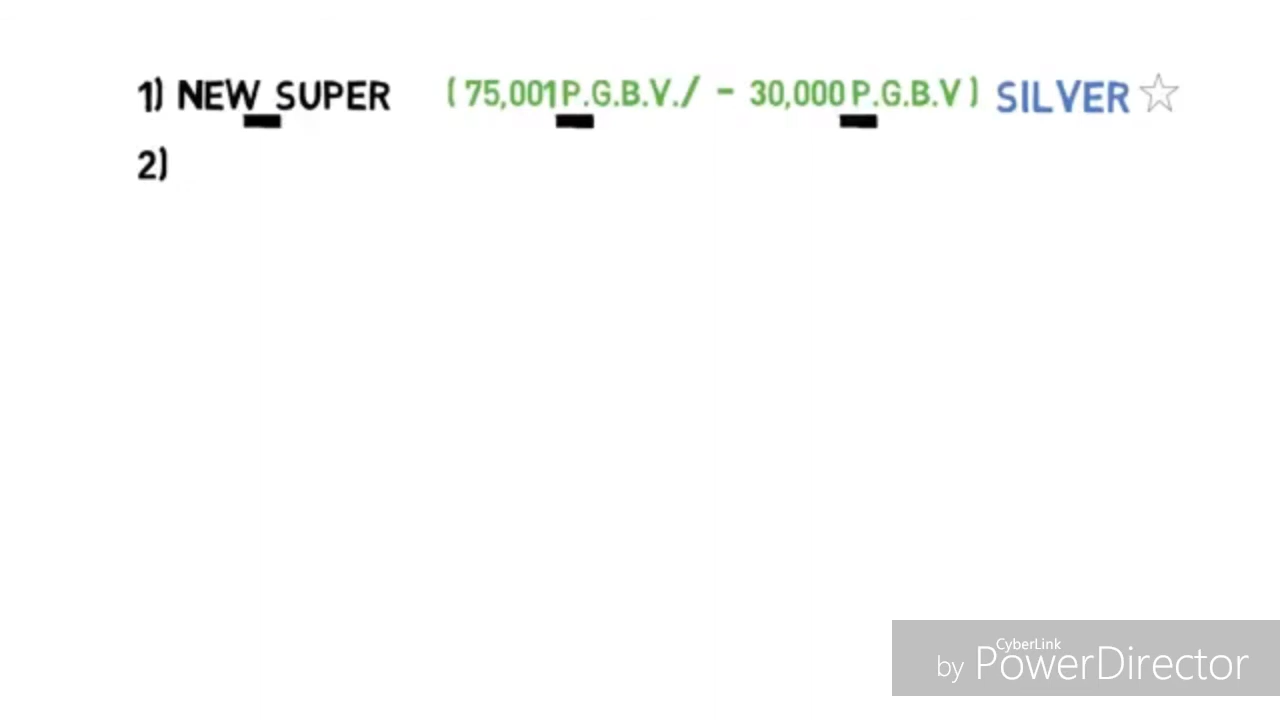 1) NEW SUPER ( 75,001 P.G.B.V./ - 30,000 P.G.B.V ) SILVER
2)
CyberLink
by PowerDirector